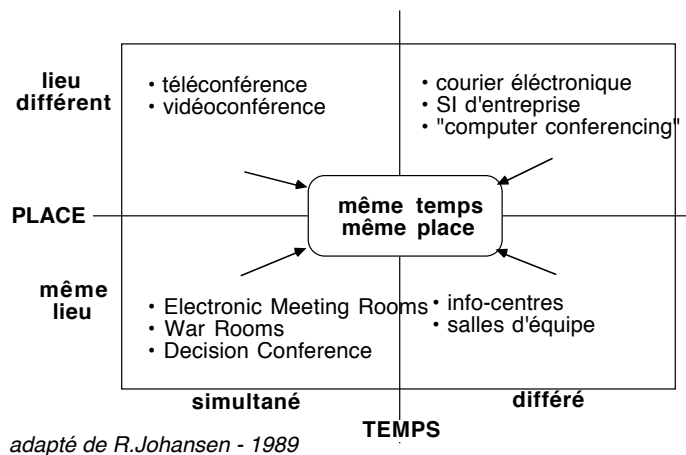 lieu
différent
• téléconférence
• vidéoconférence
• courier éléctronique
• SI d'entreprise
• "computer conferencing"
PLACE
même temps
même place
même
lieu
• Electronic Meeting Rooms
• War Rooms
• Decision Conference
• info-centres
• salles d'équipe
simultané
différé
TEMPS
adapté de R.Johansen - 1989